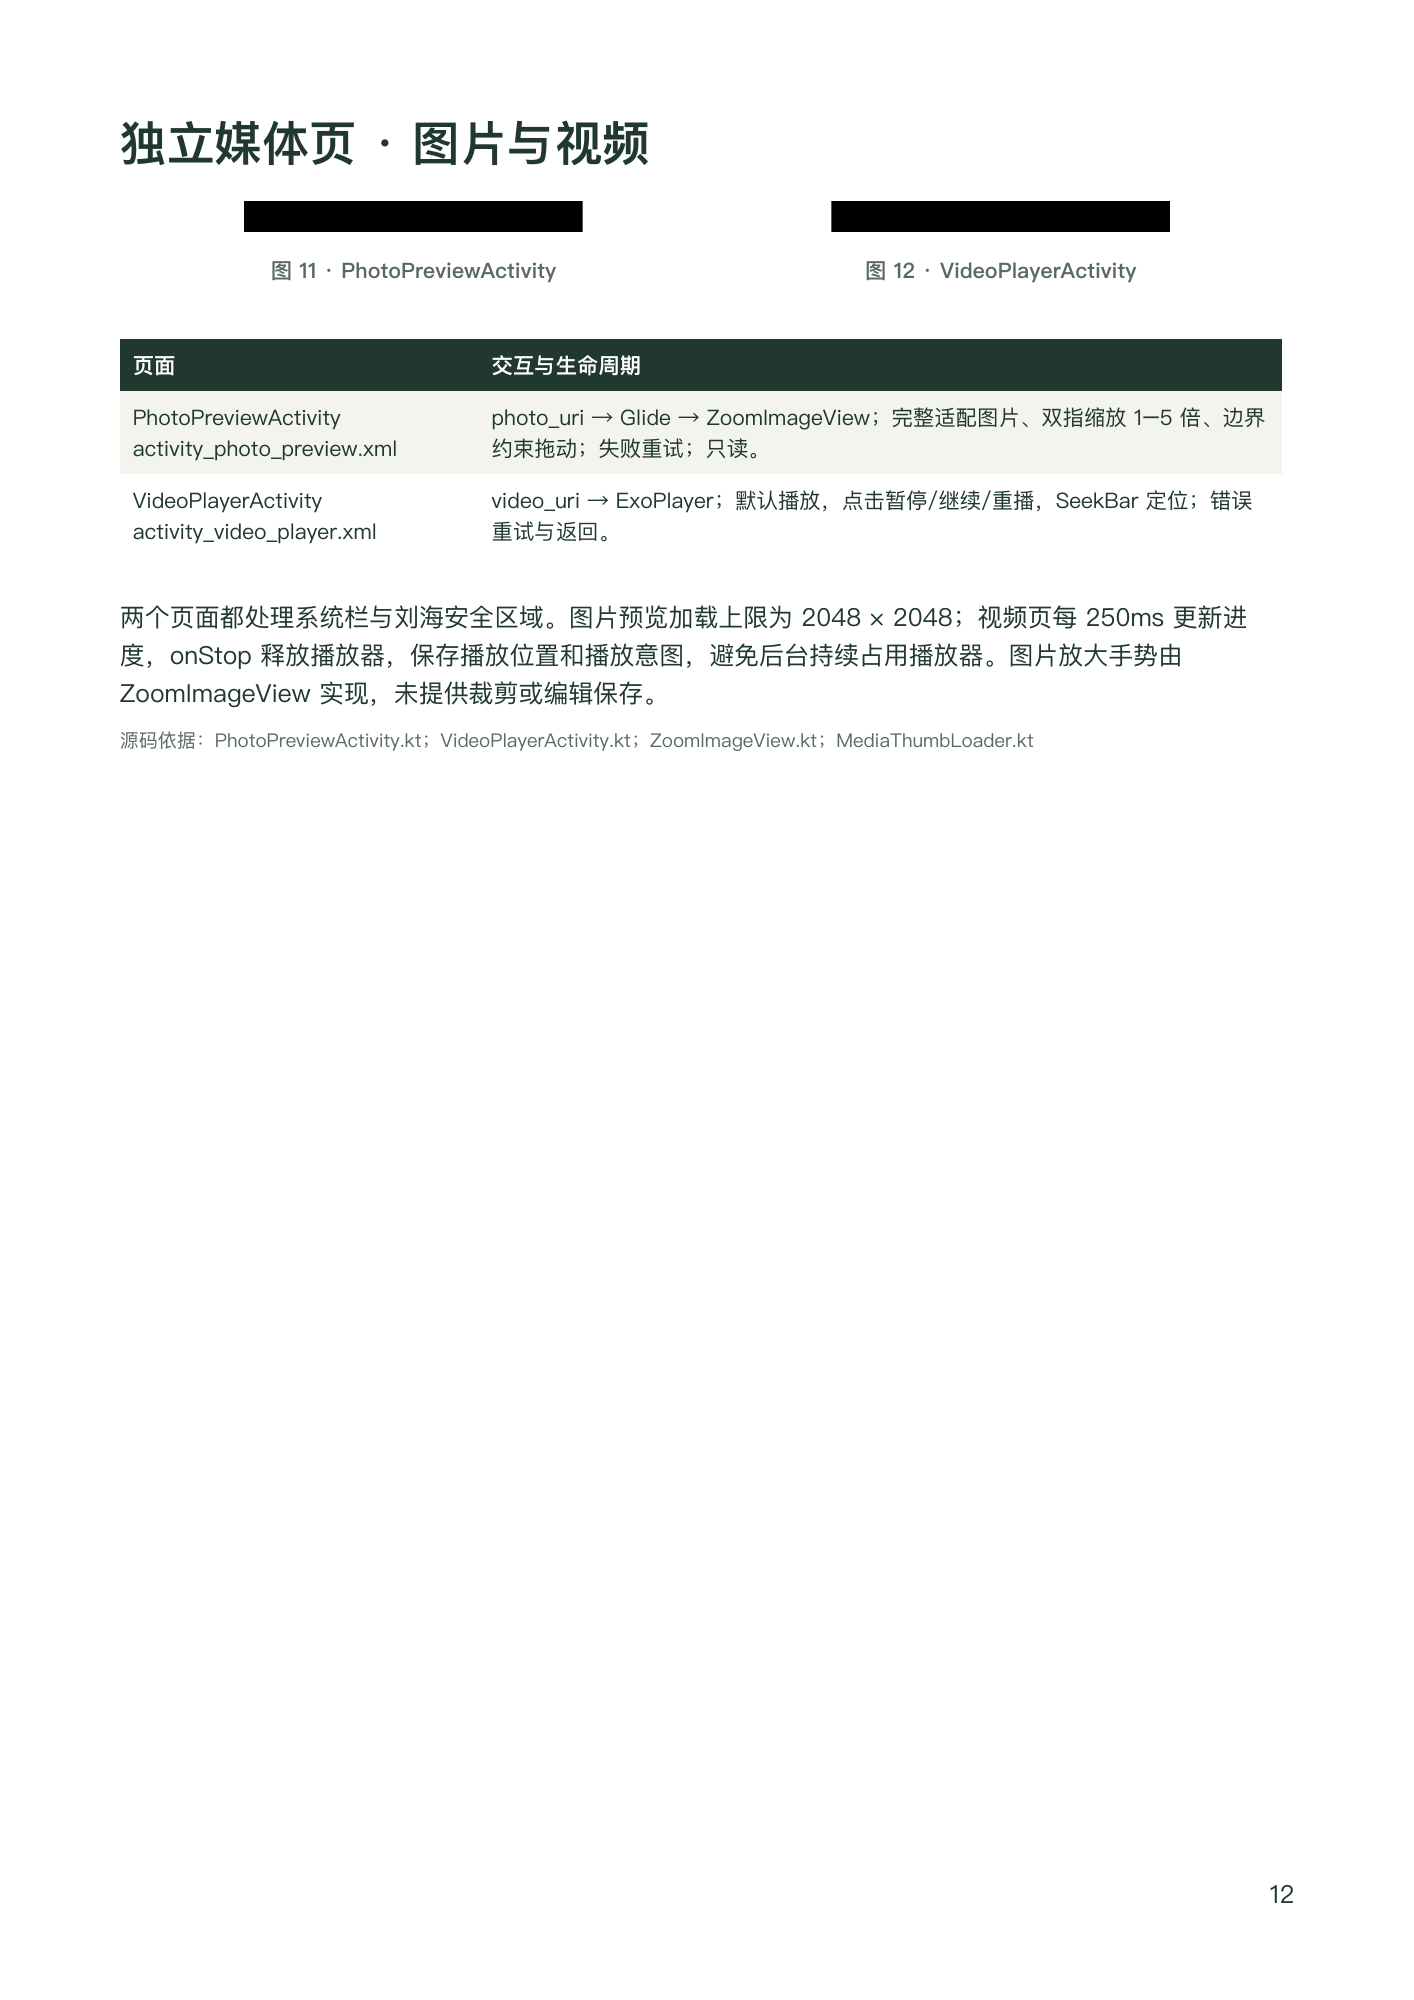 独立媒体页 · 图片与视频
图 11 · PhotoPreviewActivity
图 12 · VideoPlayerActivity
页面
交互与生命周期
PhotoPreviewActivity
activity_photo_preview.xml
photo_uri → Glide → ZoomImageView；完整适配图片、双指缩放 1—5 倍、边界
约束拖动；失败重试；只读。
VideoPlayerActivity
activity_video_player.xml
video_uri → ExoPlayer；默认播放，点击暂停/继续/重播，SeekBar 定位；错误
重试与返回。
两个页面都处理系统栏与刘海安全区域。图片预览加载上限为 2048 × 2048；视频页每 250ms 更新进
度，onStop 释放播放器，保存播放位置和播放意图，避免后台持续占用播放器。图片放大手势由
ZoomImageView 实现，未提供裁剪或编辑保存。
源码依据：PhotoPreviewActivity.kt；VideoPlayerActivity.kt；ZoomImageView.kt；MediaThumbLoader.kt
12